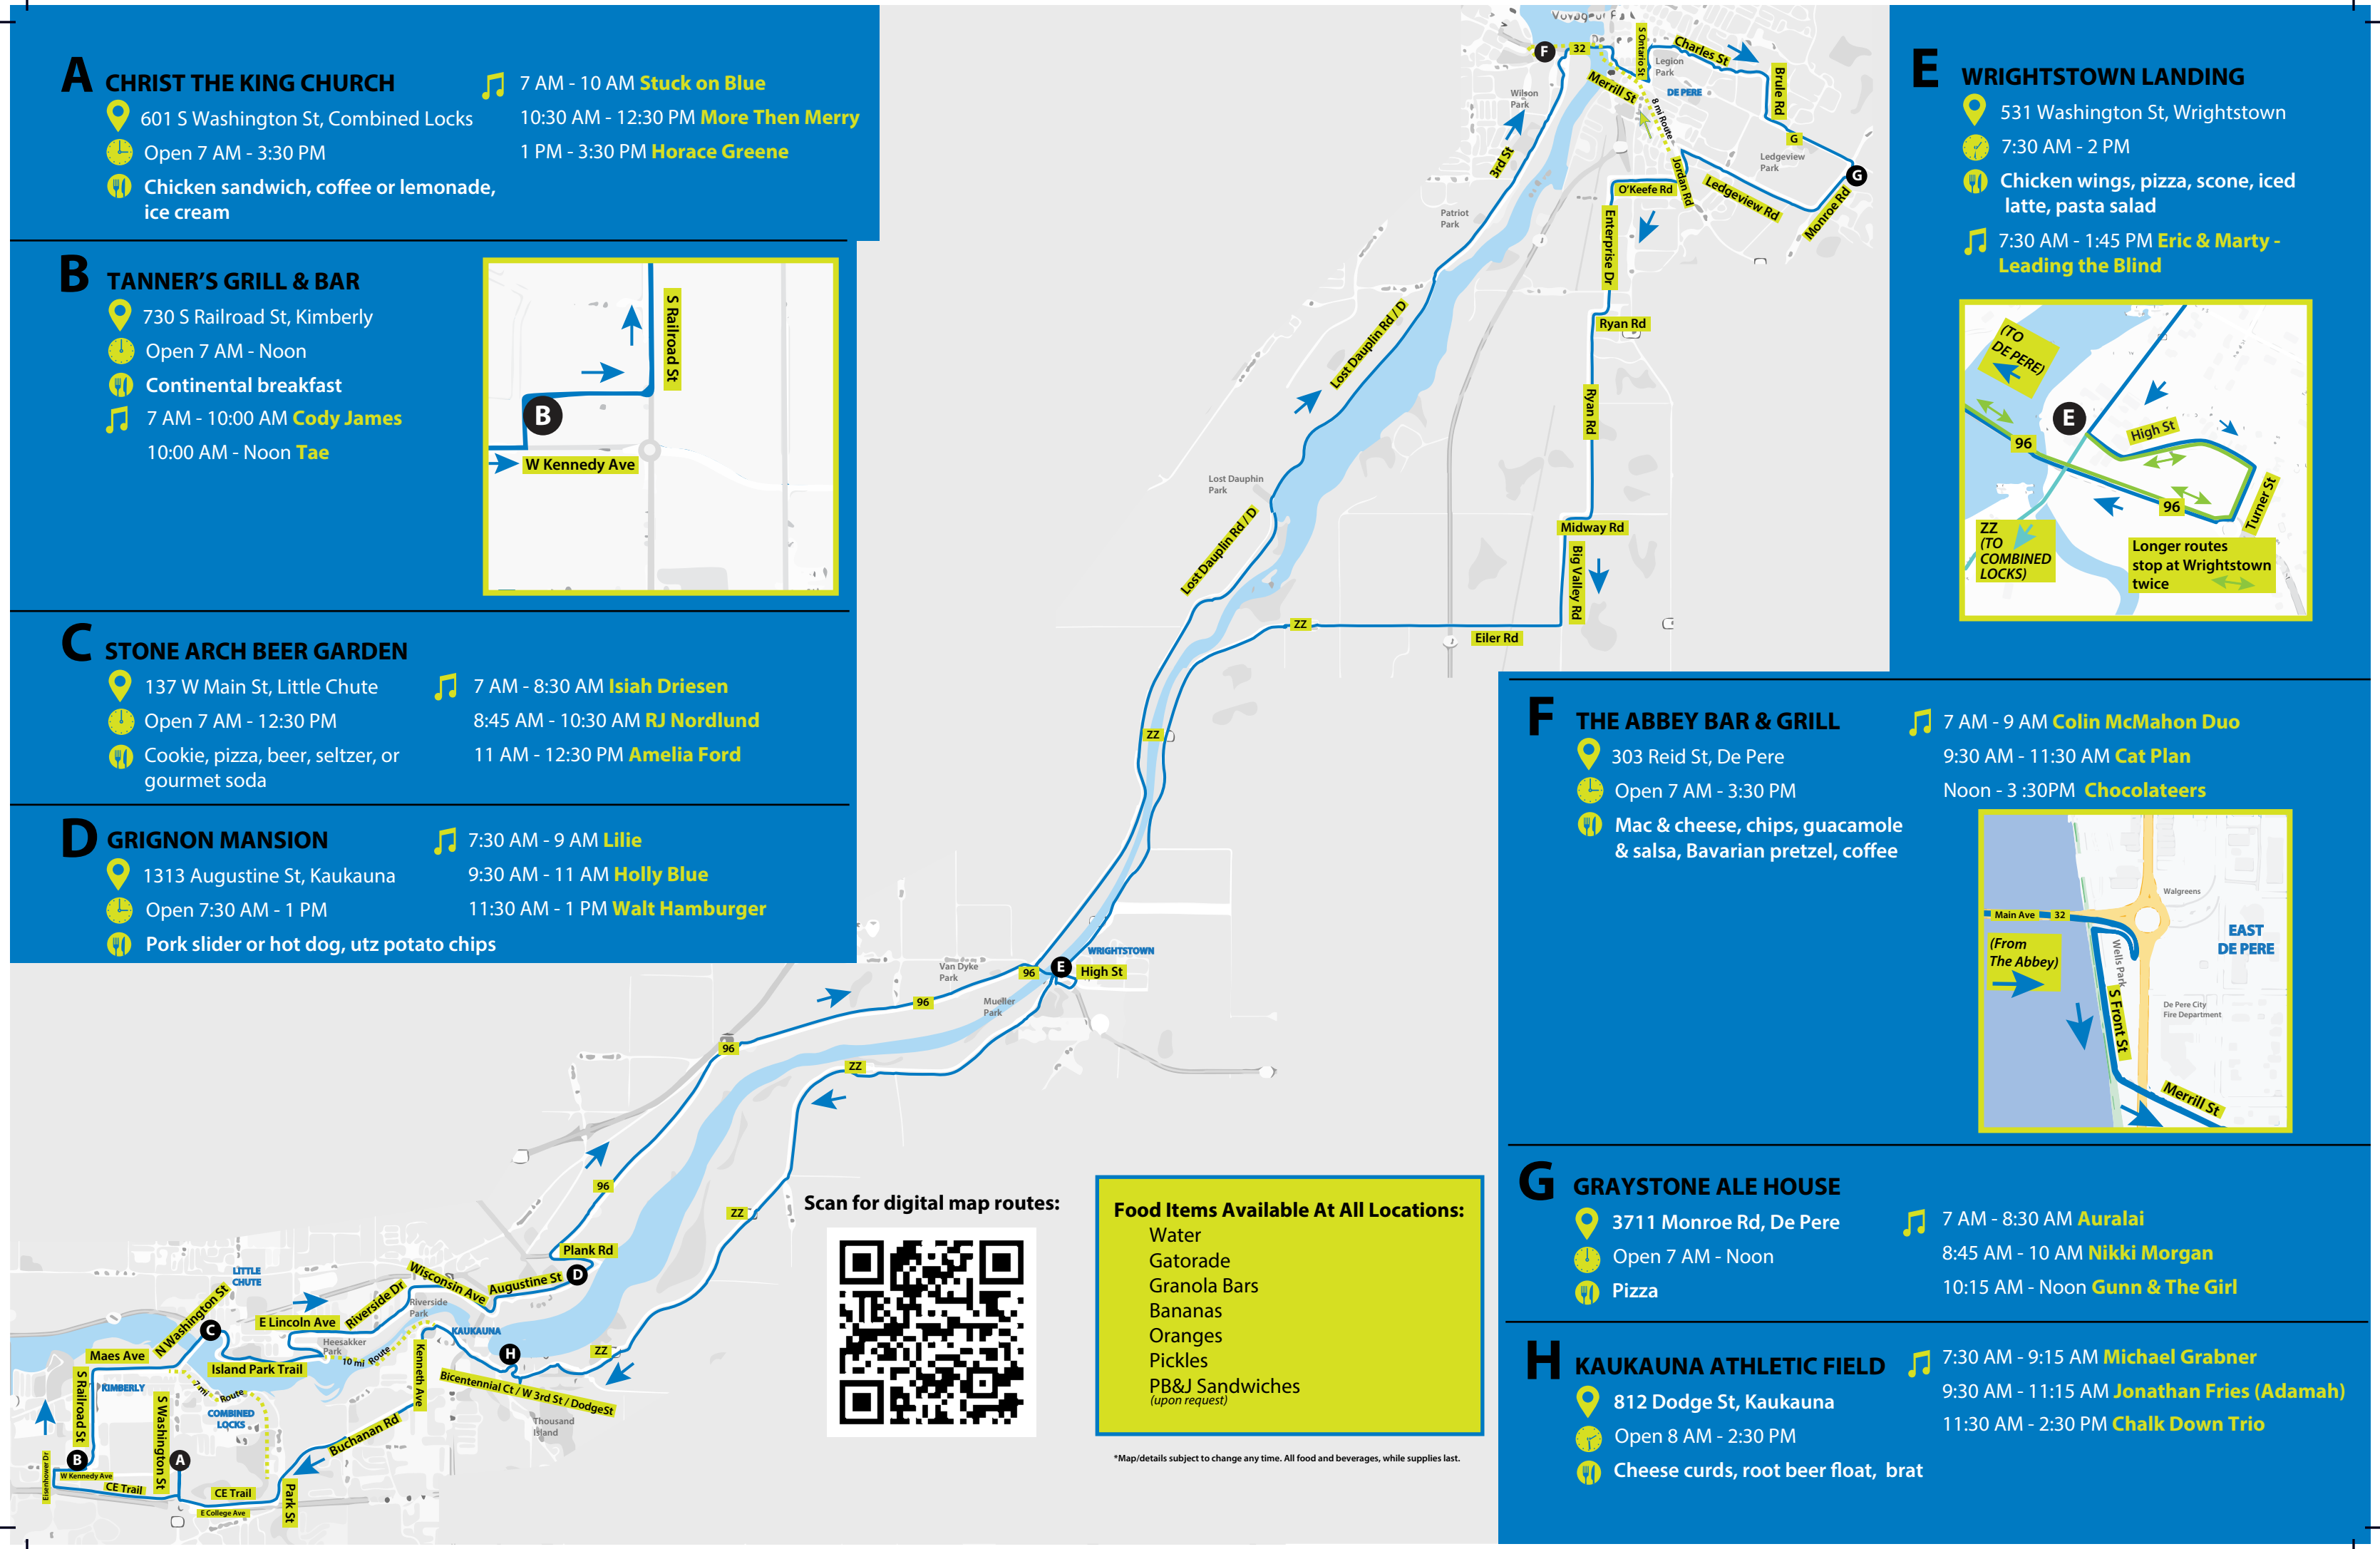 A CHRIST THE KING CHURCH
601 S Washington St, Combined Locks
Open 7 AM - 3:30 PM
Chicken sandwich, coffee or lemonade,
ice cream
7 AM - 10 AM Stuck on Blue
10:30 AM - 12:30 PM More Then Merry
1 PM - 3:30 PM Horace Greene
B TANNER'S GRILL & BAR
730 S Railroad St, Kimberly
Open 7 AM - Noon
Continental breakfast
7 AM - 10:00 AM Cody James
10:00 AM - Noon Tae
S Railroad St
B
W Kennedy Ave
C STONE ARCH BEER GARDEN
137 W Main St, Little Chute
Open 7 AM - 12:30 PM
Cookie, pizza, beer, seltzer, or
gourmet soda
7 AM - 8:30 AM Isiah Driesen
8:45 AM - 10:30 AM RJ Nordlund
11 AM - 12:30 PM Amelia Ford
D GRIGNON MANSION
1313 Augustine St, Kaukauna
Open 7:30 AM - 1 PM
Pork slider or hot dog, utz potato chips
7:30 AM - 9 AM Lilie
9:30 AM - 11 AM Holly Blue
11:30 AM - 1 PM Walt Hamburger
F
32
S Ontario St
Charles St
Legion
Park
Merrill St
DE PERE
Brule Rd
Wilson
Park
8 mi Route
G
Ledgeview
Park
G
3rd St
O'Keefe Rd
Jordan Rd
Ledgeview Rd
Monroe Rd
Patriot
Park
Enterprise Dr
Ryan Rd
Lost Dauplin Rd / D
Ryan Rd
Lost Dauphin
Park
Lost Dauplin Rd / D
Midway Rd
Big Valley Rd
ZZ
Eiler Rd
ZZ
WRIGHTSTOWN
Van Dyke
Park
96
E
High St
96
Mueller
Park
96
ZZ
96
ZZ
Plank Rd
D
Augustine St
Wisconsin Ave
LITTLE
CHUTE
N Washington St
C
E Lincoln Ave
Riverside Dr
Riverside
Park
Heesakker
Park
10 mi Route
KAUKAUNA
H
ZZ
Kenneth Ave
Bicentennial Ct / W 3rd St / DodgeSt
Thousand
Island
Maes Ave
Island Park Trail
KIMBERLY
7 mi Route
S Railroad St
S Washington St
COMBINED
LOCKS
Buchanan Rd
B
A
Eisenhower Dr
W Kennedy Ave
CE Trail
CE Trail
E College Ave
Park St
Scan for digital map routes:
Food Items Available At All Locations:
Water
Gatorade
Granola Bars
Bananas
Oranges
Pickles
PB&J Sandwiches
(upon request)
*Map/details subject to change any time. All food and beverages, while supplies last.
E WRIGHTSTOWN LANDING
531 Washington St, Wrightstown
7:30 AM - 2 PM
Chicken wings, pizza, scone, iced
latte, pasta salad
7:30 AM - 1:45 PM Eric & Marty -
Leading the Blind
(TO
DE PERE)
E
96
High St
96
Turner St
ZZ
(TO
COMBINED
LOCKS)
Longer routes
stop at Wrightstown
twice
F THE ABBEY BAR & GRILL
303 Reid St, De Pere
Open 7 AM - 3:30 PM
Mac & cheese, chips, guacamole
& salsa, Bavarian pretzel, coffee
7 AM - 9 AM Colin McMahon Duo
9:30 AM - 11:30 AM Cat Plan
Noon - 3 :30PM Chocolateers
Walgreens
Main Ave 32
(From
The Abbey)
Wells Park
EAST
DE PERE
S Front St
De Pere City
Fire Department
Merrill St
G GRAYSTONE ALE HOUSE
3711 Monroe Rd, De Pere
Open 7 AM - Noon
Pizza
7 AM - 8:30 AM Auralai
8:45 AM - 10 AM Nikki Morgan
10:15 AM - Noon Gunn & The Girl
H KAUKAUNA ATHLETIC FIELD
812 Dodge St, Kaukauna
Open 8 AM - 2:30 PM
Cheese curds, root beer float, brat
7:30 AM - 9:15 AM Michael Grabner
9:30 AM - 11:15 AM Jonathan Fries (Adamah)
11:30 AM - 2:30 PM Chalk Down Trio